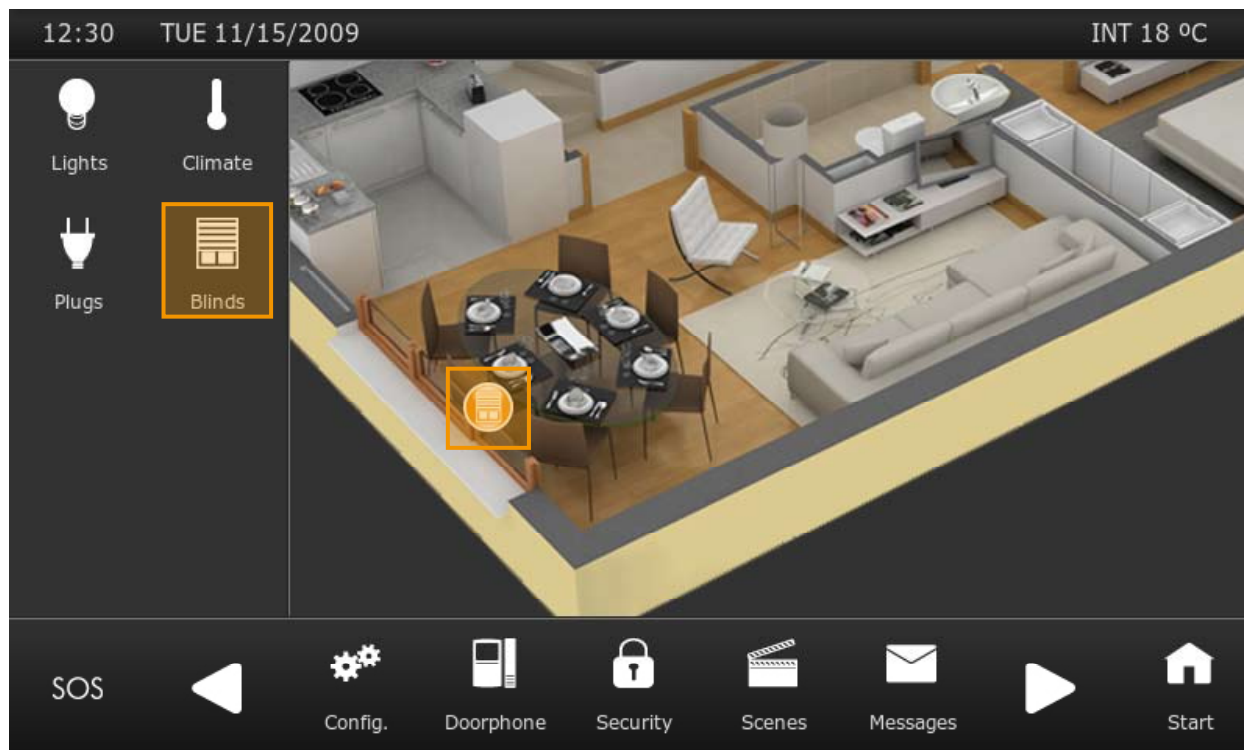 12:30 TUE 11/15/2009 INT 18 ºC
Lights Climate
Plugs Blinds
SOS
Config. Doorphone Security Scenes Messages Start